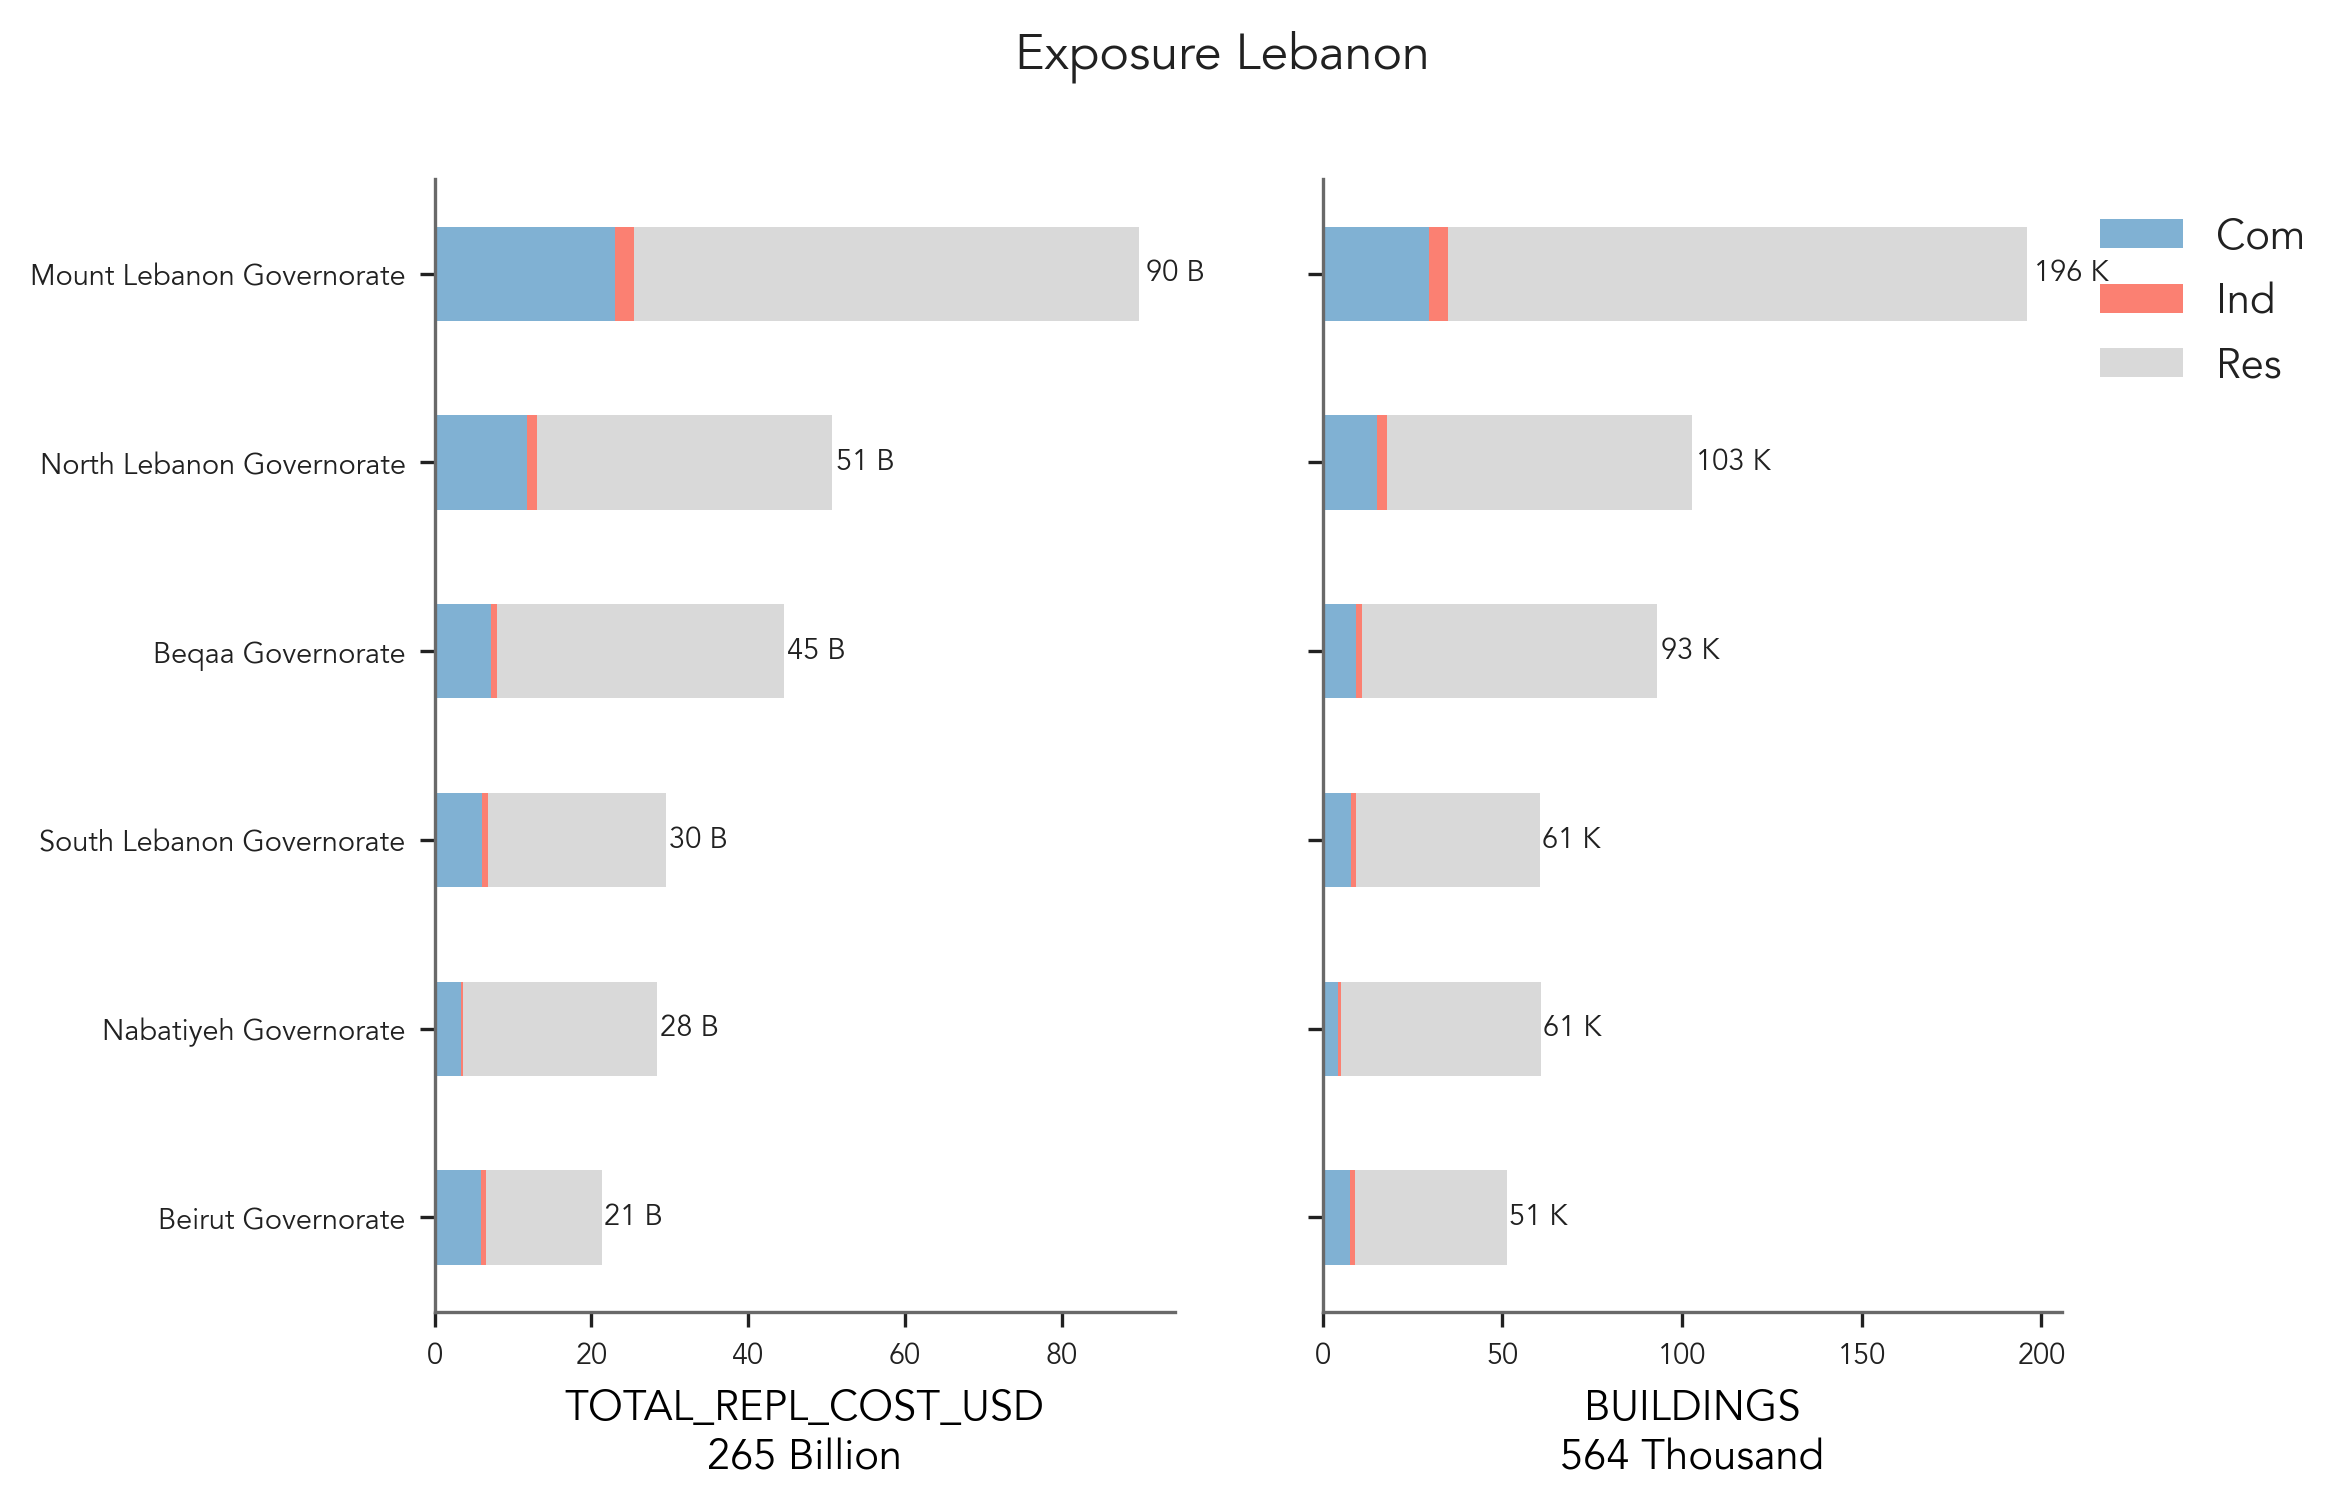 Exposure Lebanon
Mount Lebanon Governorate
North Lebanon Governorate
Beqaa Governorate
South Lebanon Governorate
Nabatiyeh Governorate
Beirut Governorate
90 B
51 B
45 B
30 B
28 B
21 B
0 20 40 60 80
TOTAL_REPL_COST_USD
265 Billion
196 K
103 K
93 K
61 K
61 K
51 K
0 50 100 150 200
BUILDINGS
564 Thousand
Com
Ind
Res